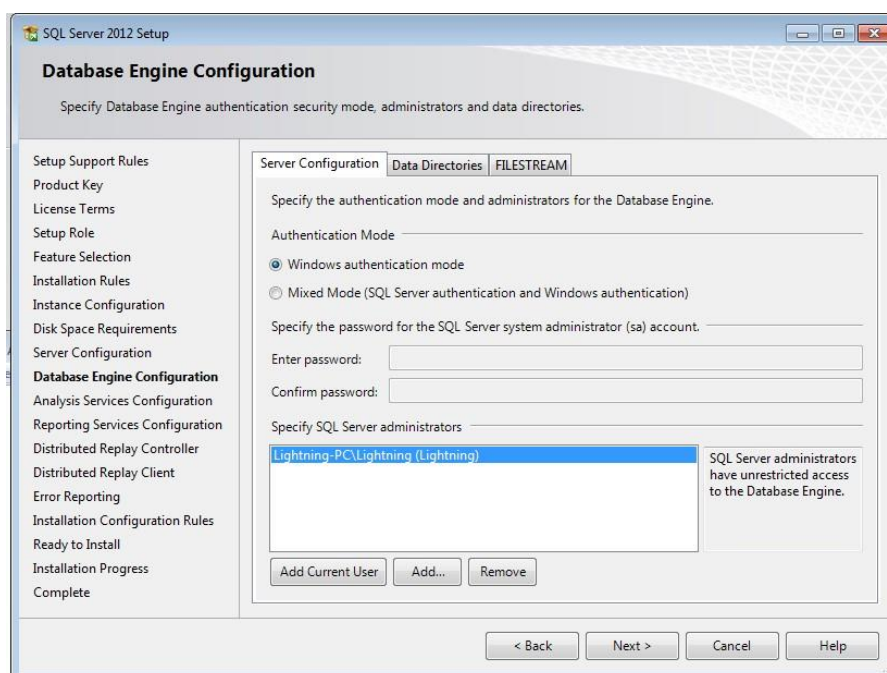 SQL Server 2012 Setup
Database Engine Configuration
Specify Database Engine authentication security mode, administrators and data directories.
Setup Support Rules
Product Key
License Terms
Setup Role
Feature Selection
Installation Rules
Instance Configuration
Disk Space Requirements
Server Configuration
Database Engine Configuration
Analysis Services Configuration
Reporting Services Configuration
Distributed Replay Controller
Distributed Replay Client
Error Reporting
Installation Configuration Rules
Ready to Install
Installation Progress
Complete
Server Configuration Data Directories FILESTREAM
Specify the authentication mode and administrators for the Database Engine.
Authentication Mode
Windows authentication mode
Mixed Mode (SQL Server authentication and Windows authentication)
Specify the password for the SQL Server system administrator (sa) account.
Enter password:
Confirm password:
Specify SQL Server administrators
Lightning-PC\Lightning (Lightning)
SQL Server administrators
have unrestricted access
to the Database Engine.
Add Current User Add... Remove
< Back Next > Cancel Help